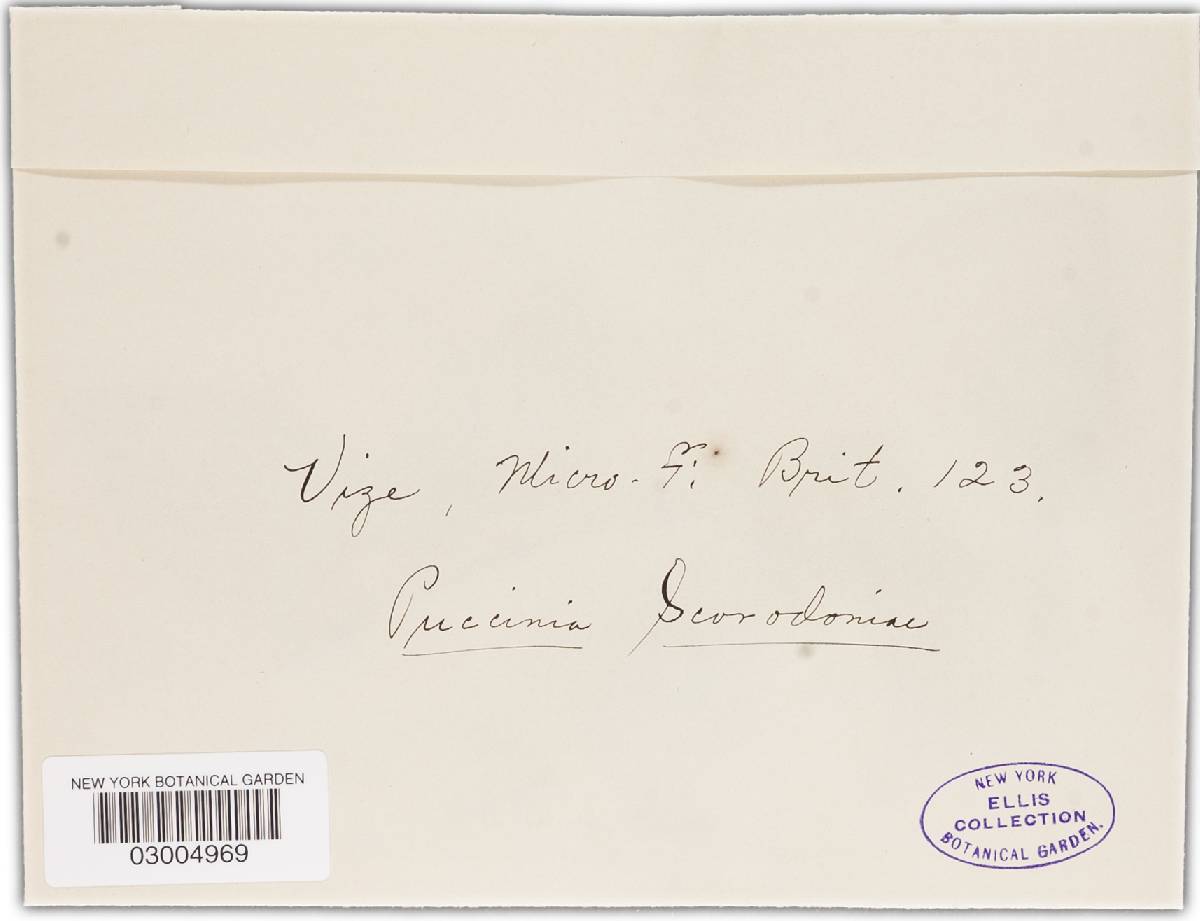 Vize, Micro-F. Brit. 123.
Puccinia Scorodoniae
NEW YORK BOTANICAL GARDEN
03004969
NEW YORK
ELLIS
COLLECTION
BOTANICAL GARDEN.